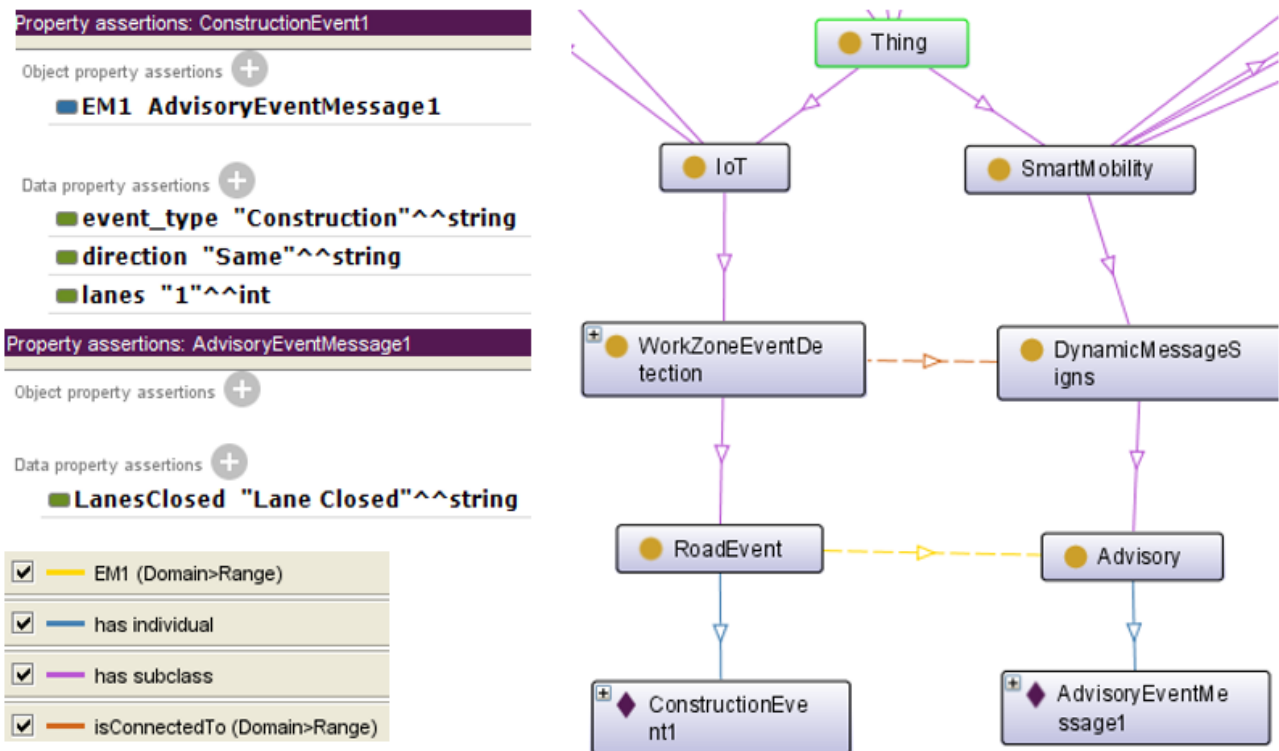 Property assertions: ConstructionEvent1
Object property assertions
EM1 AdvisoryEventMessage1
Data property assertions
event_type "Construction"^^string
direction "Same"^^string
lanes "1"^^int
Property assertions: AdvisoryEventMessage1
Object property assertions
Data property assertions
LanesClosed "Lane Closed"^^string
EM1 (Domain>Range)
has individual
has subclass
isConnectedTo (Domain>Range)
Thing
IoT
SmartMobility
WorkZoneEventDe
tection
DynamicMessageS
igns
RoadEvent
Advisory
ConstructionEve
nt1
AdvisoryEventMe
ssage1